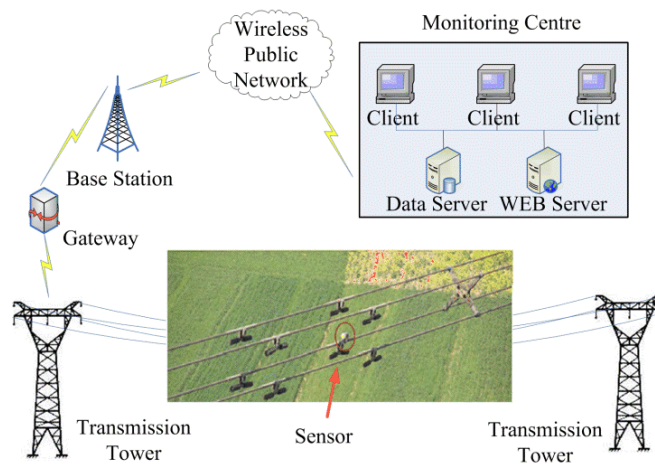 Monitoring Centre
Wireless
Public
Network
Client
Client
Client
Base Station
Data Server
WEB Server
Gateway
Transmission
Tower
Sensor
Transmission
Tower